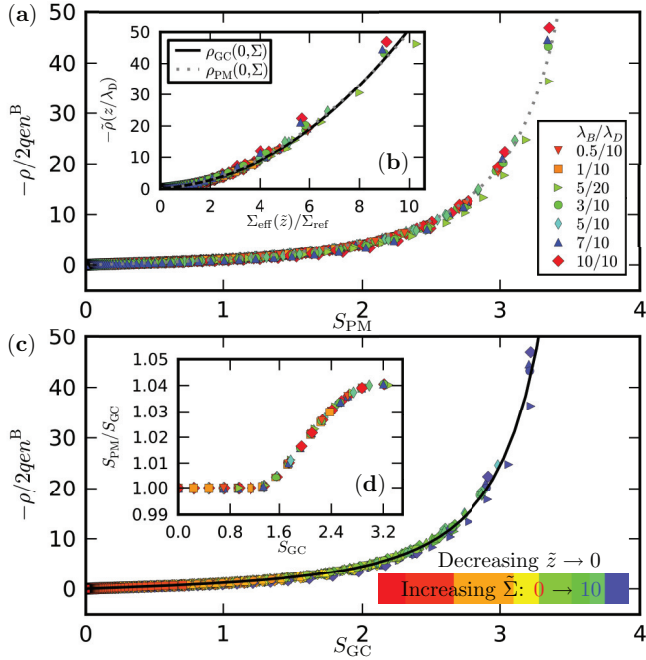 (a)
50
40
30
20
10
0
−ρ/2qen^B
0 1 2 3 4
S_PM
ρ_GC(0,Σ)
ρ_PM(0,Σ)
50
40
30
20
10
0
−ρ̃(z/λ_D)
0 2 4 6 8 10
Σ_eff(z̃)/Σ_ref
(b)
λ_B/λ_D
0.5/10
1/10
5/20
3/10
5/10
7/10
10/10
(c)
50
40
30
20
10
0
−ρ/2qen^B
0 1 2 3 4
S_GC
1.05
1.04
1.03
1.02
1.01
1.00
0.99
S_PM/S_GC
0.0 0.8 1.6 2.4 3.2
S_GC
(d)
Decreasing z̃ → 0
Increasing Σ̃: 0 → 10